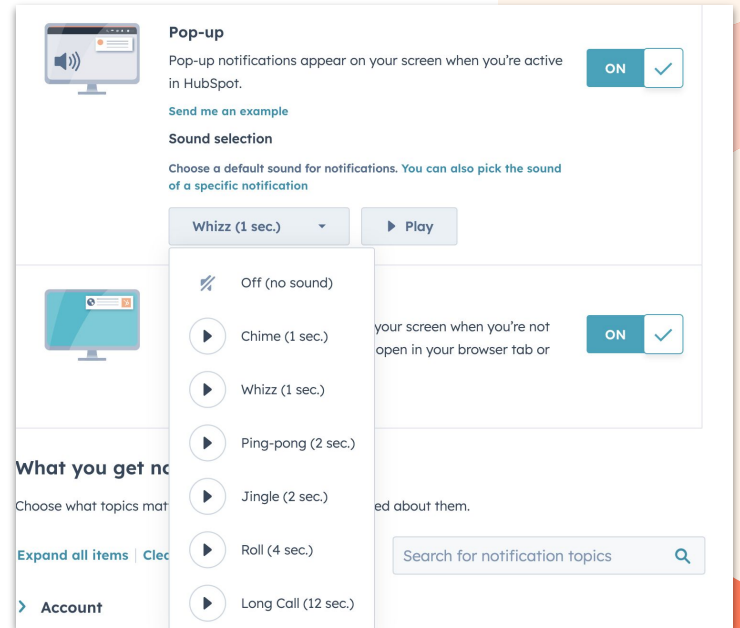 Pop-up
Pop-up notifications appear on your screen when you're active
in HubSpot.
ON
Send me an example
Sound selection
Choose a default sound for notifications. You can also pick the sound
of a specific notification
Whizz (1 sec.)
Play
Off (no sound)
Chime (1 sec.)
your screen when you're not
open in your browser tab or
ON
Whizz (1 sec.)
Ping-pong (2 sec.)
What you get no
Jingle (2 sec.)
Choose what topics mat
ed about them.
Roll (4 sec.)
Expand all items
Clea
Search for notification topics
Long Call (12 sec.)
Account